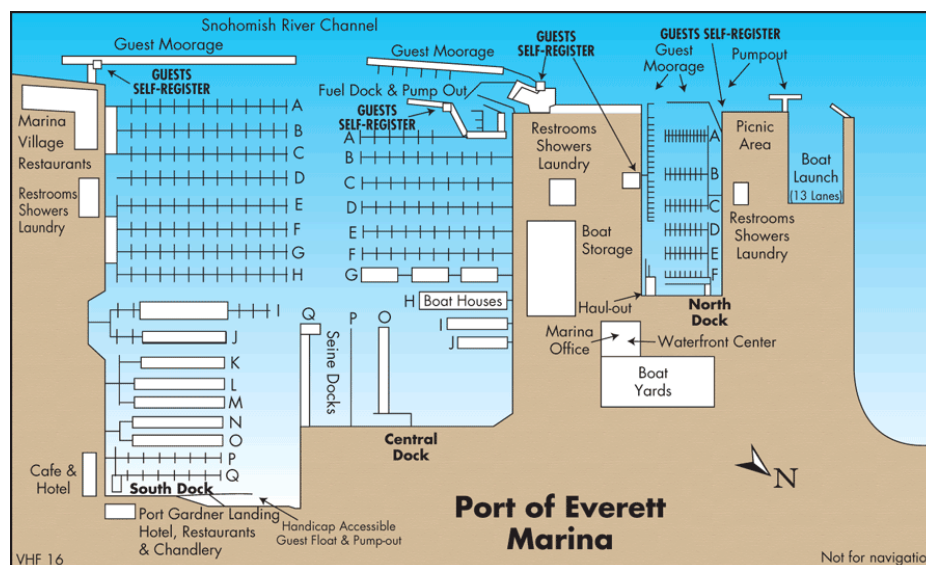 Snohomish River Channel
Guest Moorage
GUESTS
SELF-REGISTER
Guest Moorage
GUESTS
SELF-REGISTER
GUESTS SELF-REGISTER
Guest
Moorage
Pumpout
Fuel Dock & Pump Out
GUESTS
SELF-REGISTER
Marina
Village
Restaurants
Restrooms
Showers
Laundry
A
B
C
D
E
F
G
H
I
J
K
L
M
N
O
P
Q
South Dock
Cafe &
Hotel
Port Gardner Landing
Hotel, Restaurants
& Chandlery
Handicap Accessible
Guest Float & Pump-out
Q
P
O
Seine Docks
A
B
C
D
E
F
G
H
Boat Houses
I
J
Central
Dock
Restrooms
Showers
Laundry
Boat
Storage
Haul-out
A
B
C
D
E
F
North
Dock
Picnic
Area
Boat
Launch
(13 Lanes)
Restrooms
Showers
Laundry
Marina
Office
Waterfront Center
Boat
Yards
N
Port of Everett
Marina
VHF 16
Not for navigatio